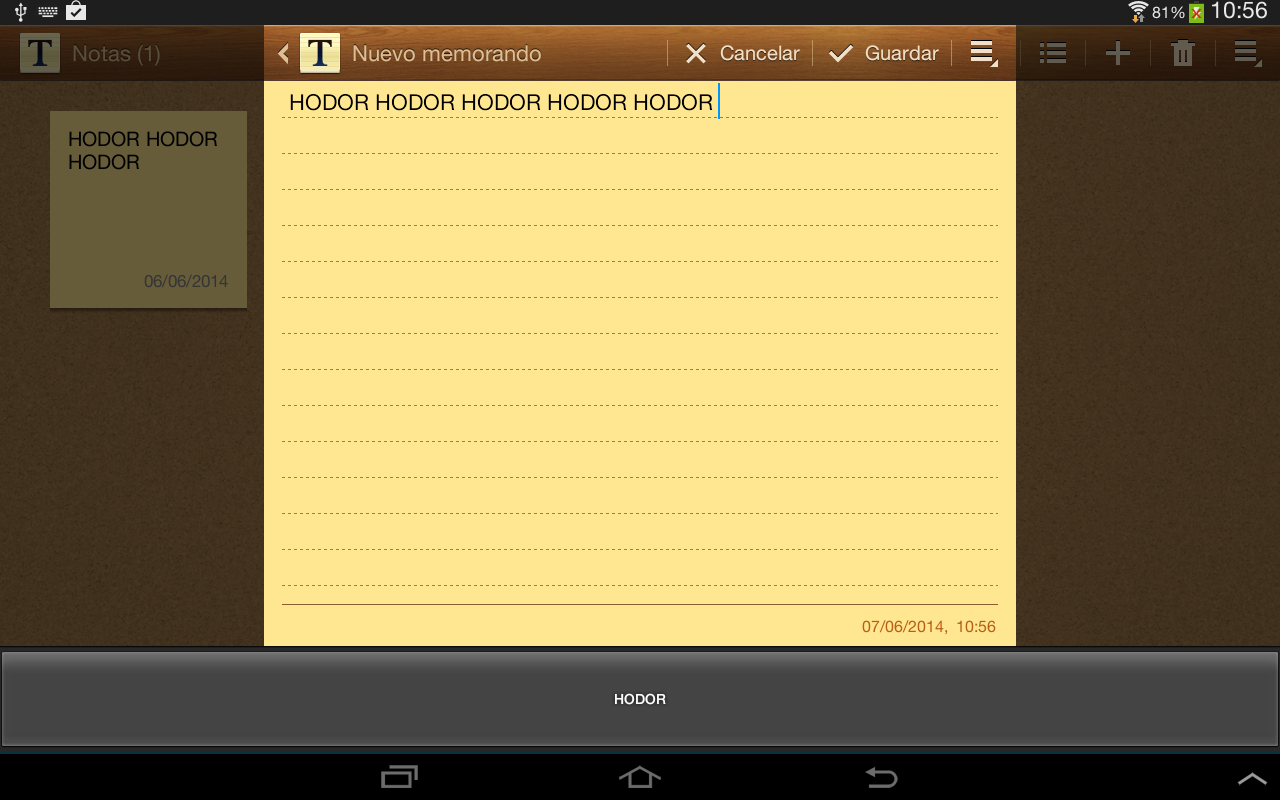 81% 10:56
T Notas (1)
T Nuevo memorando Cancelar Guardar
HODOR HODOR
HODOR
06/06/2014
HODOR HODOR HODOR HODOR HODOR
07/06/2014, 10:56
HODOR